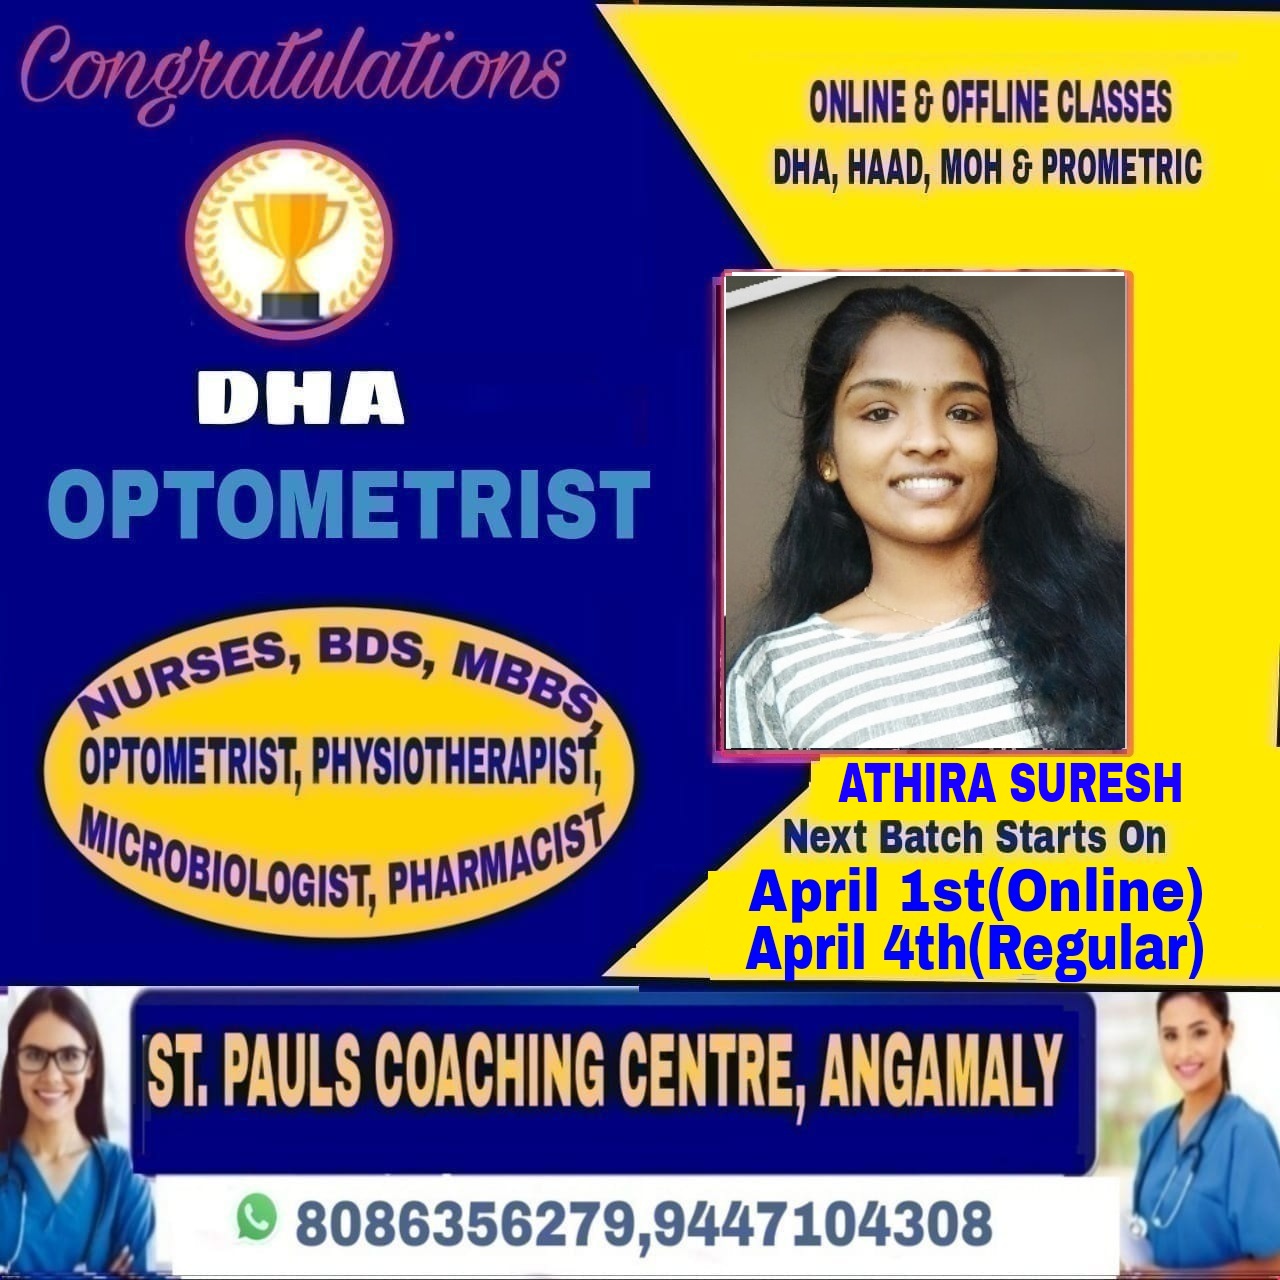 Congratulations
ONLINE & OFFLINE CLASSES
DHA, HAAD, MOH & PROMETRIC
DHA
OPTOMETRIST
NURSES, BDS, MBBS,
OPTOMETRIST, PHYSIOTHERAPIST,
MICROBIOLOGIST, PHARMACIST
ATHIRA SURESH
Next Batch Starts On
April 1st(Online)
April 4th(Regular)
ST. PAULS COACHING CENTRE, ANGAMALY
8086356279,9447104308